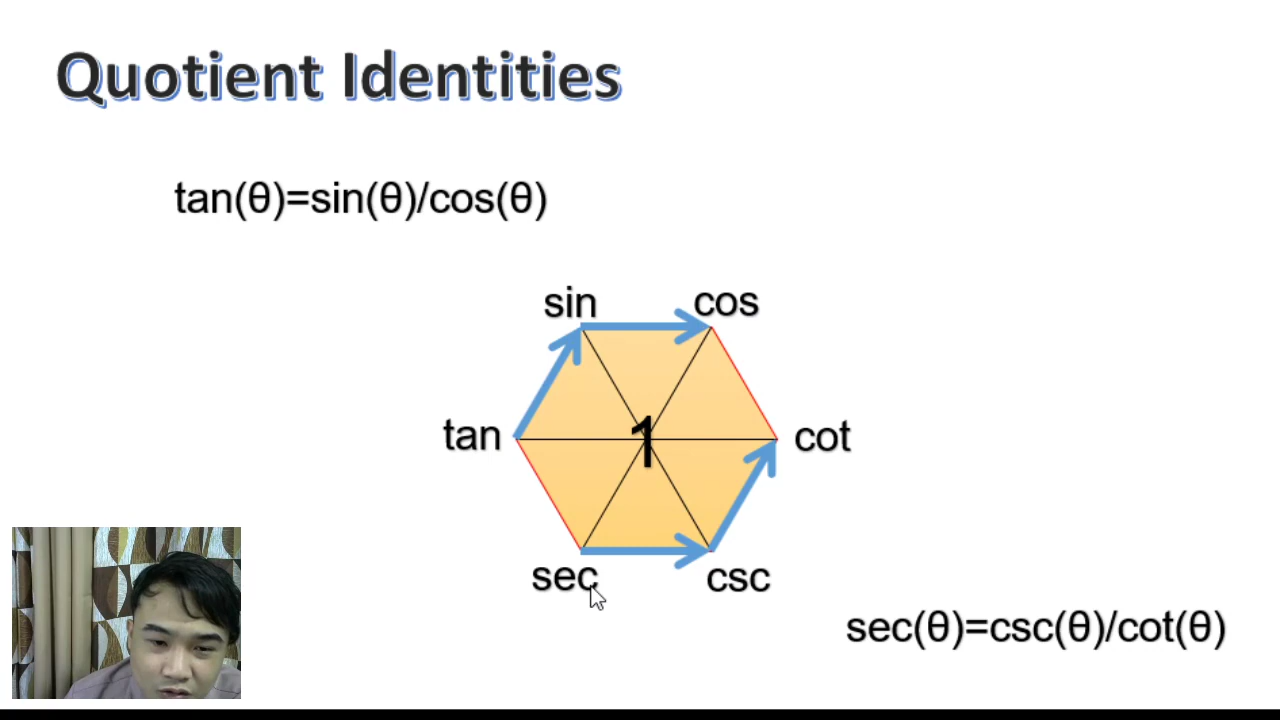 Quotient Identities
tan(θ)=sin(θ)/cos(θ)
sin
cos
tan
1
cot
sec
csc
sec(θ)=csc(θ)/cot(θ)